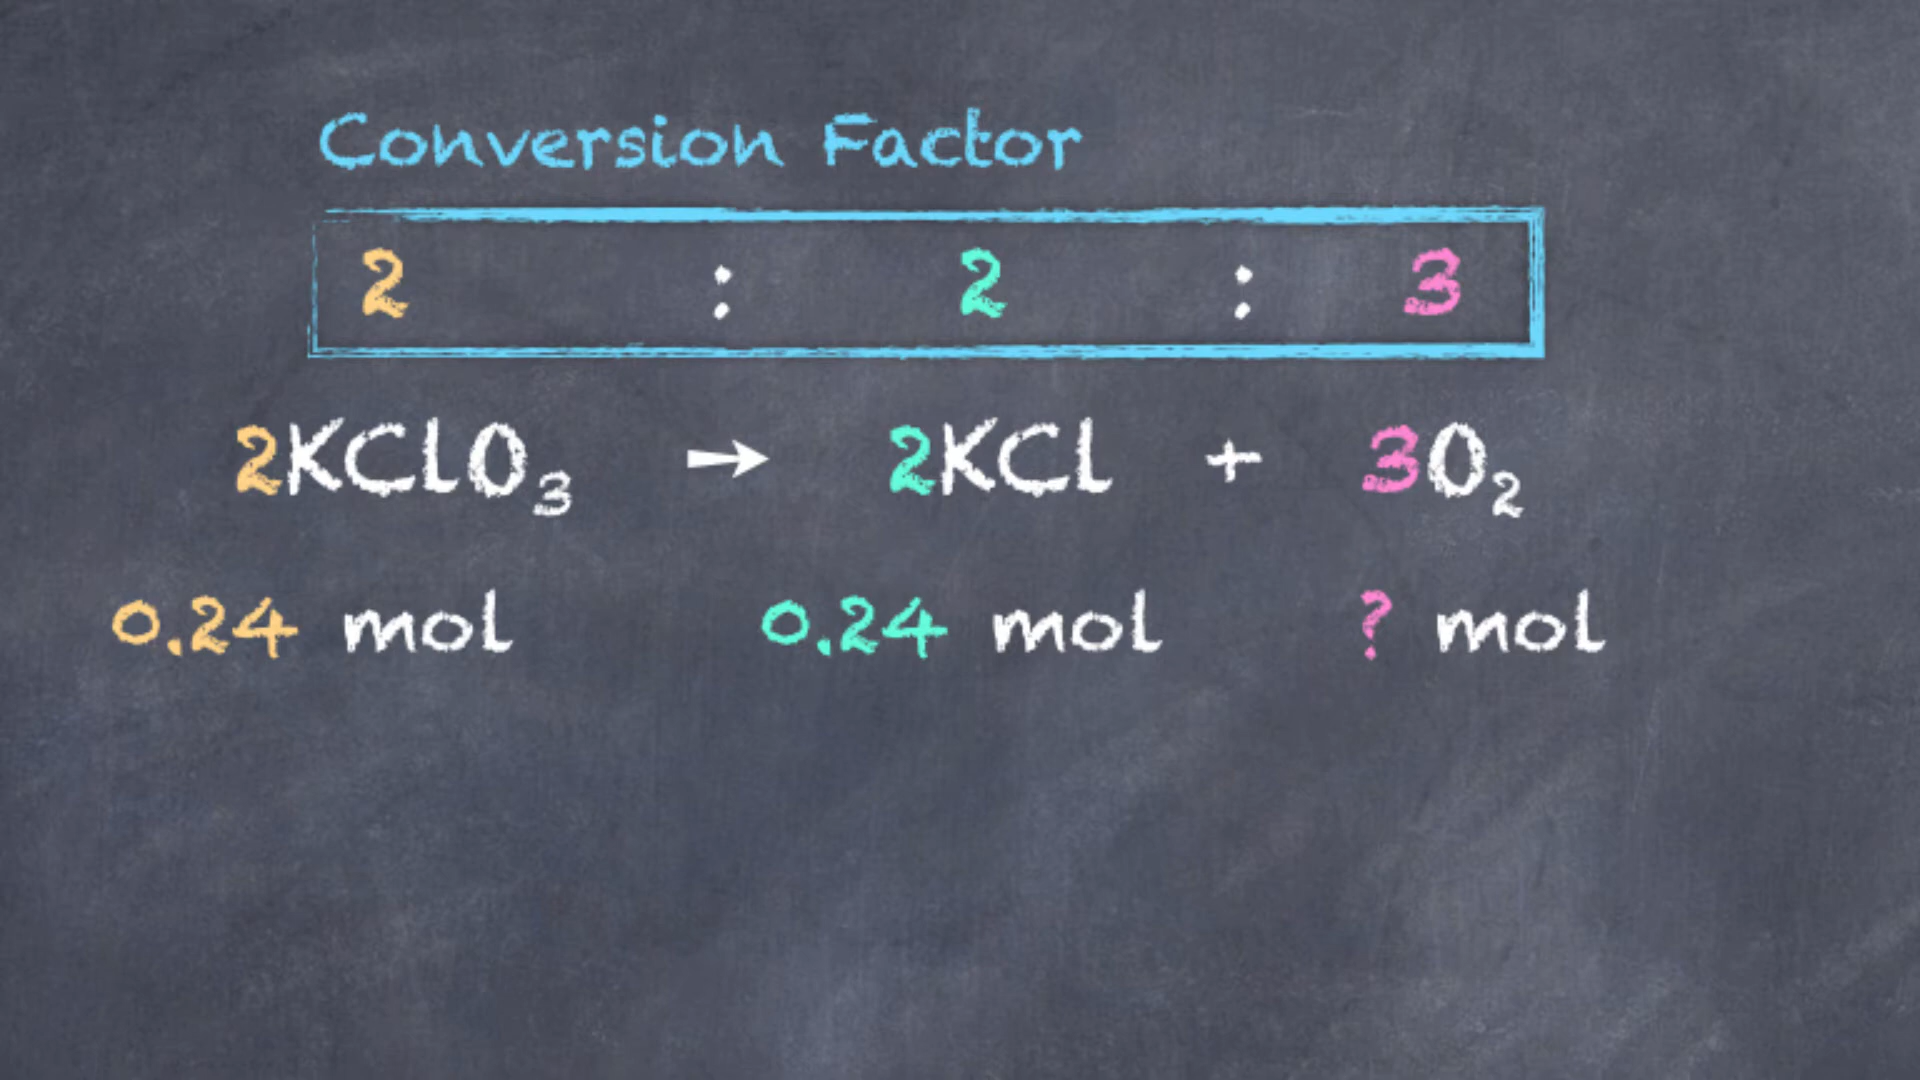 Conversion Factor
2 : 2 : 3
2KClO₃ → 2KCl + 3O₂
0.24 mol 0.24 mol ? mol